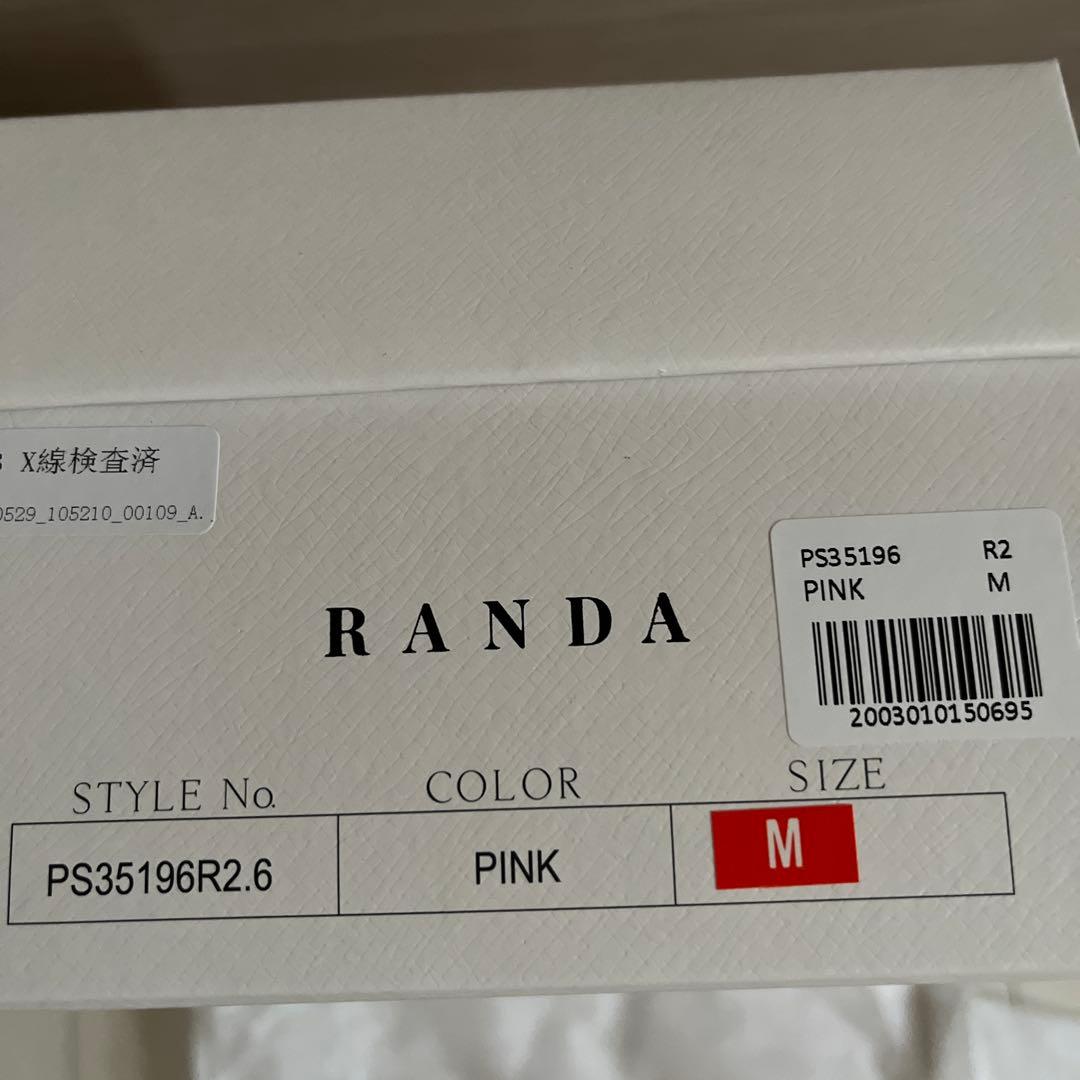 X線検査済
0529_105210_00109_A.
PS35196 R2
PINK M
2003010150695
RANDA
STYLE No. COLOR SIZE
PS35196R2.6 PINK M